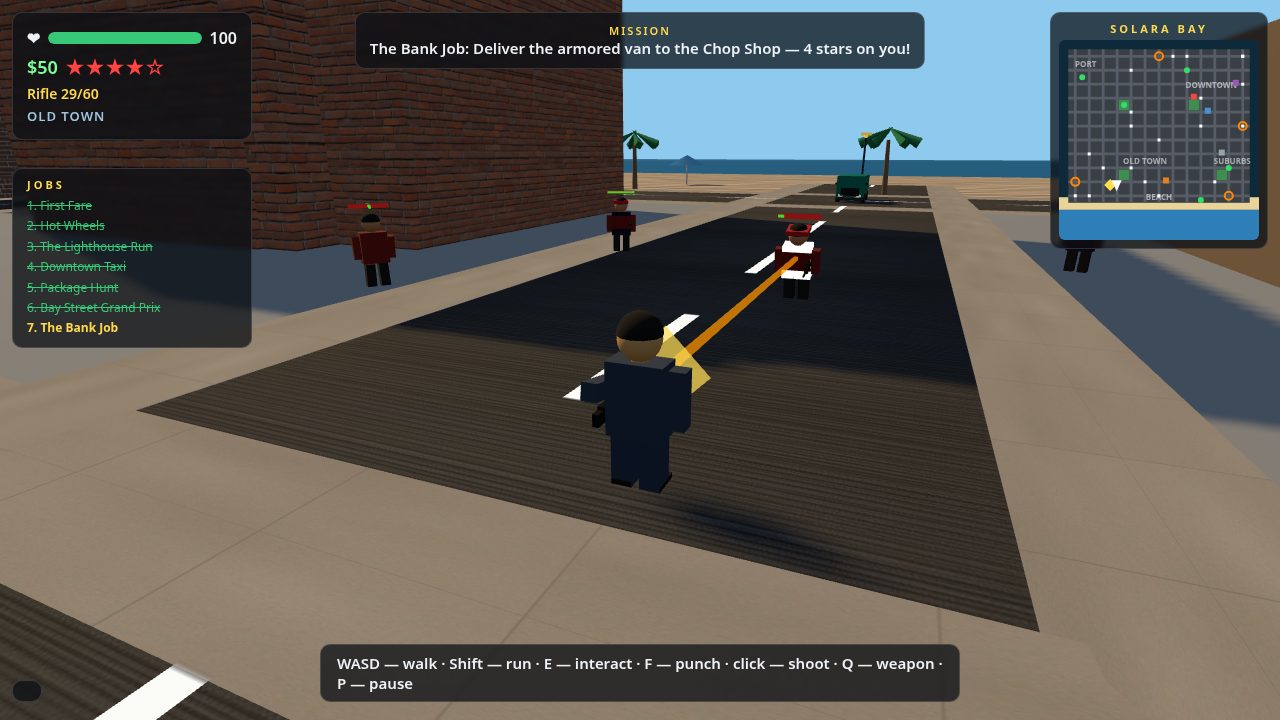 ❤ 100
$50 ★★★★☆
Rifle 29/60
OLD TOWN
JOBS
1. First Fare
2. Hot Wheels
3. The Lighthouse Run
4. Downtown Taxi
5. Package Hunt
6. Bay Street Grand Prix
7. The Bank Job
MISSION
The Bank Job: Deliver the armored van to the Chop Shop — 4 stars on you!
SOLARA BAY
PORT
DOWNTOWN
OLD TOWN
SUBURBS
BEACH
WASD — walk · Shift — run · E — interact · F — punch · click — shoot · Q — weapon ·
P — pause